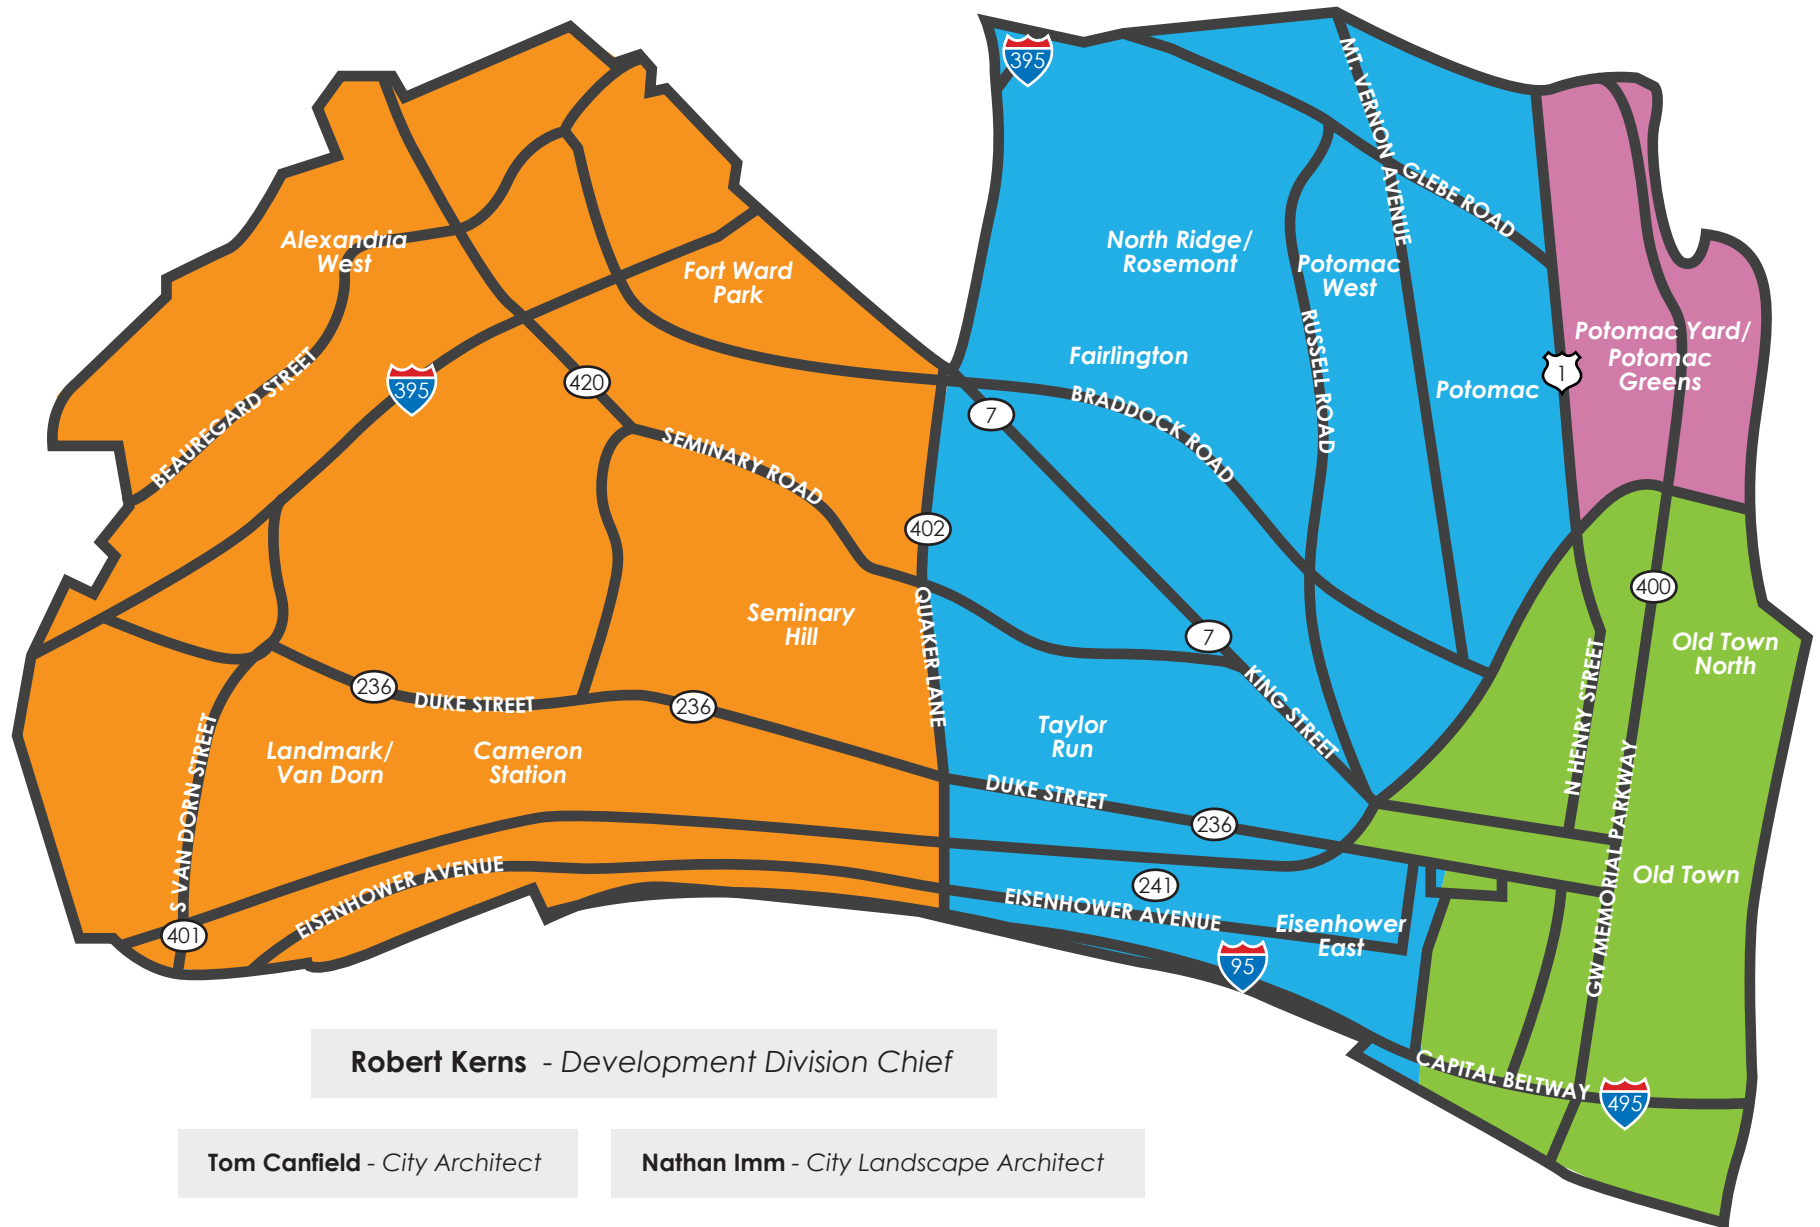 395
MT. VERNON AVENUE
GLEBE ROAD
Alexandria
West
Fort Ward
Park
North Ridge/
Rosemont
Potomac
West
RUSSELL ROAD
Potomac Yard/
Potomac
Greens
Fairlington
1
Potomac
BEAUREGARD STREET
395
420
7
BRADDOCK ROAD
SEMINARY ROAD
402
QUAKER LANE
400
Seminary
Hill
7
Old Town
North
KING STREET
N HENRY STREET
236
DUKE STREET
236
Taylor
Run
S VAN DORN STREET
Landmark/
Van Dorn
Cameron
Station
DUKE STREET
236
GW MEMORIAL PARKWAY
Old Town
EISENHOWER AVENUE
241
EISENHOWER AVENUE
Eisenhower
East
401
95
CAPITAL BELTWAY
495
Robert Kerns - Development Division Chief
Tom Canfield - City Architect
Nathan Imm - City Landscape Architect